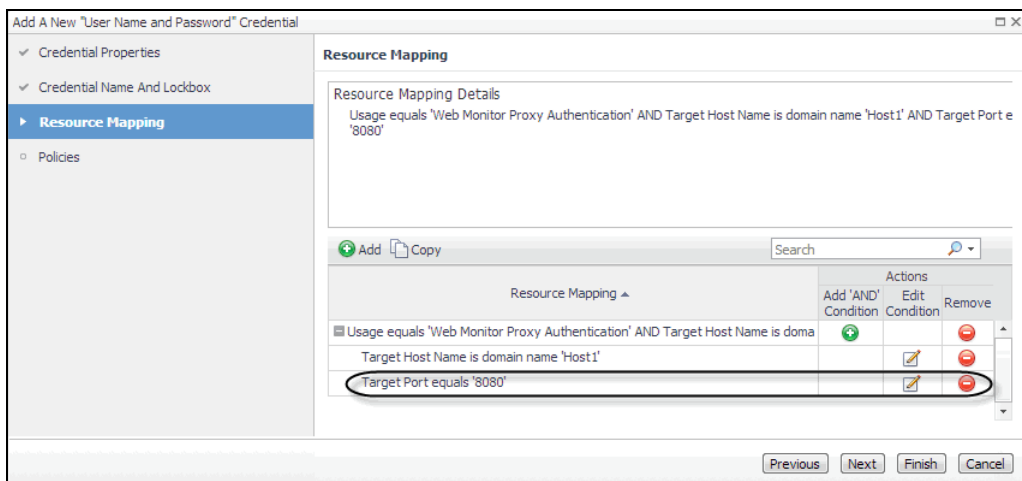 Add A New "User Name and Password" Credential
Credential Properties
Credential Name And Lockbox
Resource Mapping
Policies
Resource Mapping
Resource Mapping Details
Usage equals 'Web Monitor Proxy Authentication' AND Target Host Name is domain name 'Host1' AND Target Port e
'8080'
Add Copy Search
Resource Mapping Actions
Add 'AND' Condition Edit Condition Remove
Usage equals 'Web Monitor Proxy Authentication' AND Target Host Name is doma
Target Host Name is domain name 'Host1'
Target Port equals '8080'
Previous Next Finish Cancel